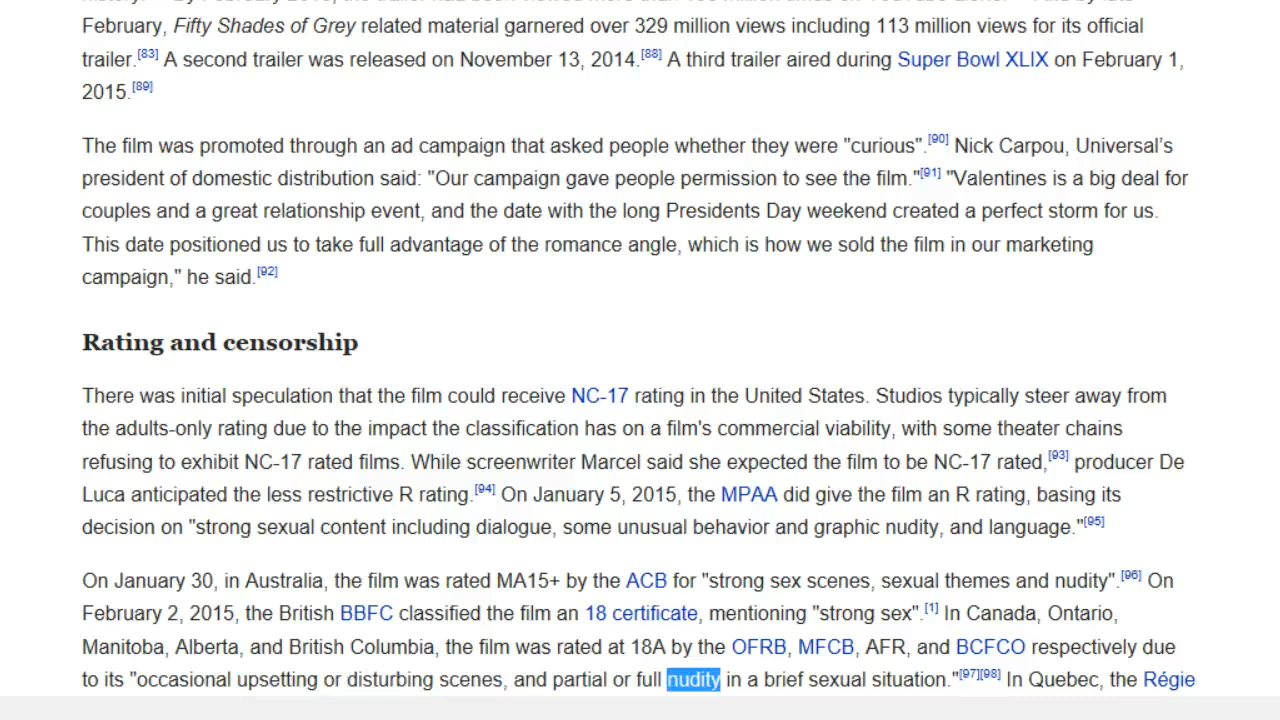 February, Fifty Shades of Grey related material garnered over 329 million views including 113 million views for its official
trailer.[83] A second trailer was released on November 13, 2014.[88] A third trailer aired during Super Bowl XLIX on February 1,
2015.[89]
The film was promoted through an ad campaign that asked people whether they were "curious".[90] Nick Carpou, Universal's
president of domestic distribution said: "Our campaign gave people permission to see the film."[91] "Valentines is a big deal for
couples and a great relationship event, and the date with the long Presidents Day weekend created a perfect storm for us.
This date positioned us to take full advantage of the romance angle, which is how we sold the film in our marketing
campaign," he said.[92]
Rating and censorship
There was initial speculation that the film could receive NC-17 rating in the United States. Studios typically steer away from
the adults-only rating due to the impact the classification has on a film's commercial viability, with some theater chains
refusing to exhibit NC-17 rated films. While screenwriter Marcel said she expected the film to be NC-17 rated,[93] producer De
Luca anticipated the less restrictive R rating.[94] On January 5, 2015, the MPAA did give the film an R rating, basing its
decision on "strong sexual content including dialogue, some unusual behavior and graphic nudity, and language."[95]
On January 30, in Australia, the film was rated MA15+ by the ACB for "strong sex scenes, sexual themes and nudity".[96] On
February 2, 2015, the British BBFC classified the film an 18 certificate, mentioning "strong sex".[1] In Canada, Ontario,
Manitoba, Alberta, and British Columbia, the film was rated at 18A by the OFRB, MFCB, AFR, and BCFCO respectively due
to its "occasional upsetting or disturbing scenes, and partial or full nudity in a brief sexual situation."[97][98] In Quebec, the Régie